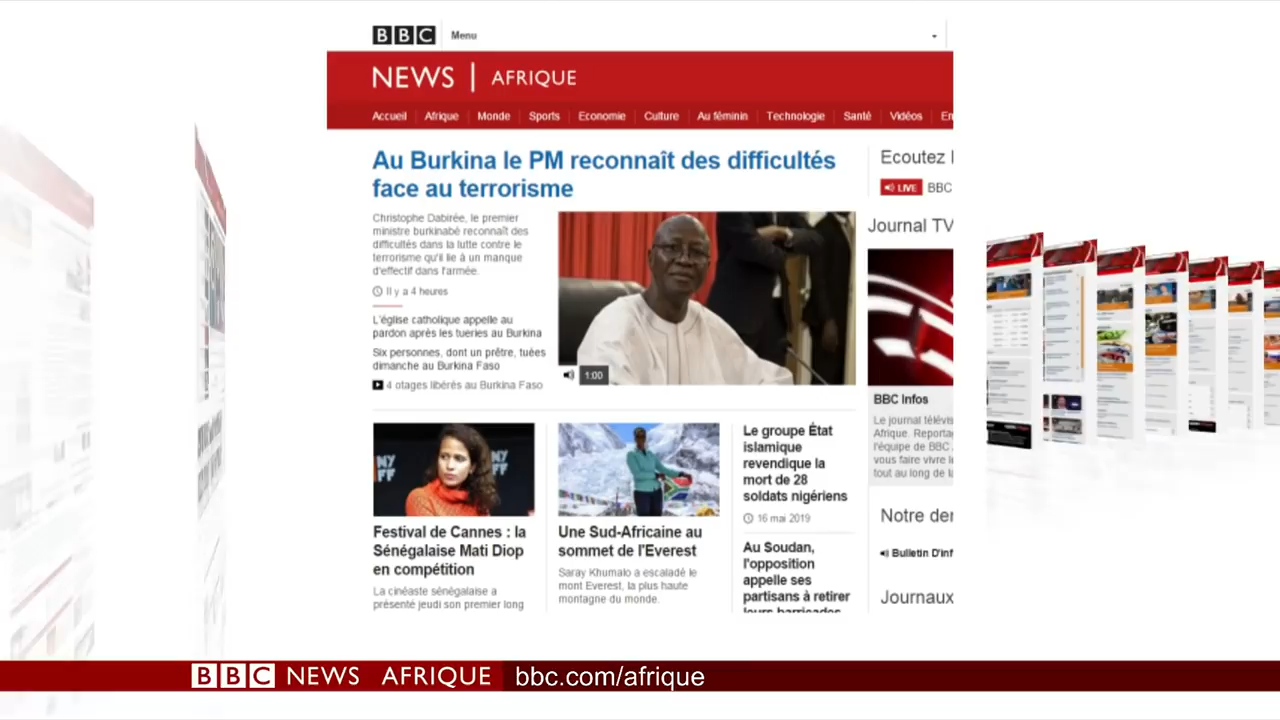 BBC Menu
NEWS | AFRIQUE
Accueil Afrique Monde Sports Economie Culture Au féminin Technologie Santé Vidéos En
Au Burkina le PM reconnaît des difficultés
face au terrorisme
Christophe Dabirée, le premier
ministre burkinabé reconnaît des
difficultés dans la lutte contre le
terrorisme qu'il lie à un manque
d'effectif dans l'armée.
Il y a 4 heures
L'église catholique appelle au
pardon après les tueries au Burkina
Six personnes, dont un prêtre, tuées
dimanche au Burkina Faso
4 otages libérés au Burkina Faso
1:00
Ecoutez
LIVE BBC
Journal TV
BBC Infos
Le journal télévis
Afrique. Reportag
l'équipe de BBC
vous faire vivre l
tout au long de la
Festival de Cannes : la
Sénégalaise Mati Diop
en compétition
La cinéaste sénégalaise a
présenté jeudi son premier long
Une Sud-Africaine au
sommet de l'Everest
Saray Khumalo a escaladé le
mont Everest, la plus haute
montagne du monde.
Le groupe État
islamique
revendique la
mort de 28
soldats nigériens
16 mai 2019
Au Soudan,
l'opposition
appelle ses
partisans à retirer
leurs barricades
Notre der
Bulletin D'inf
Journaux
BBC NEWS AFRIQUE bbc.com/afrique